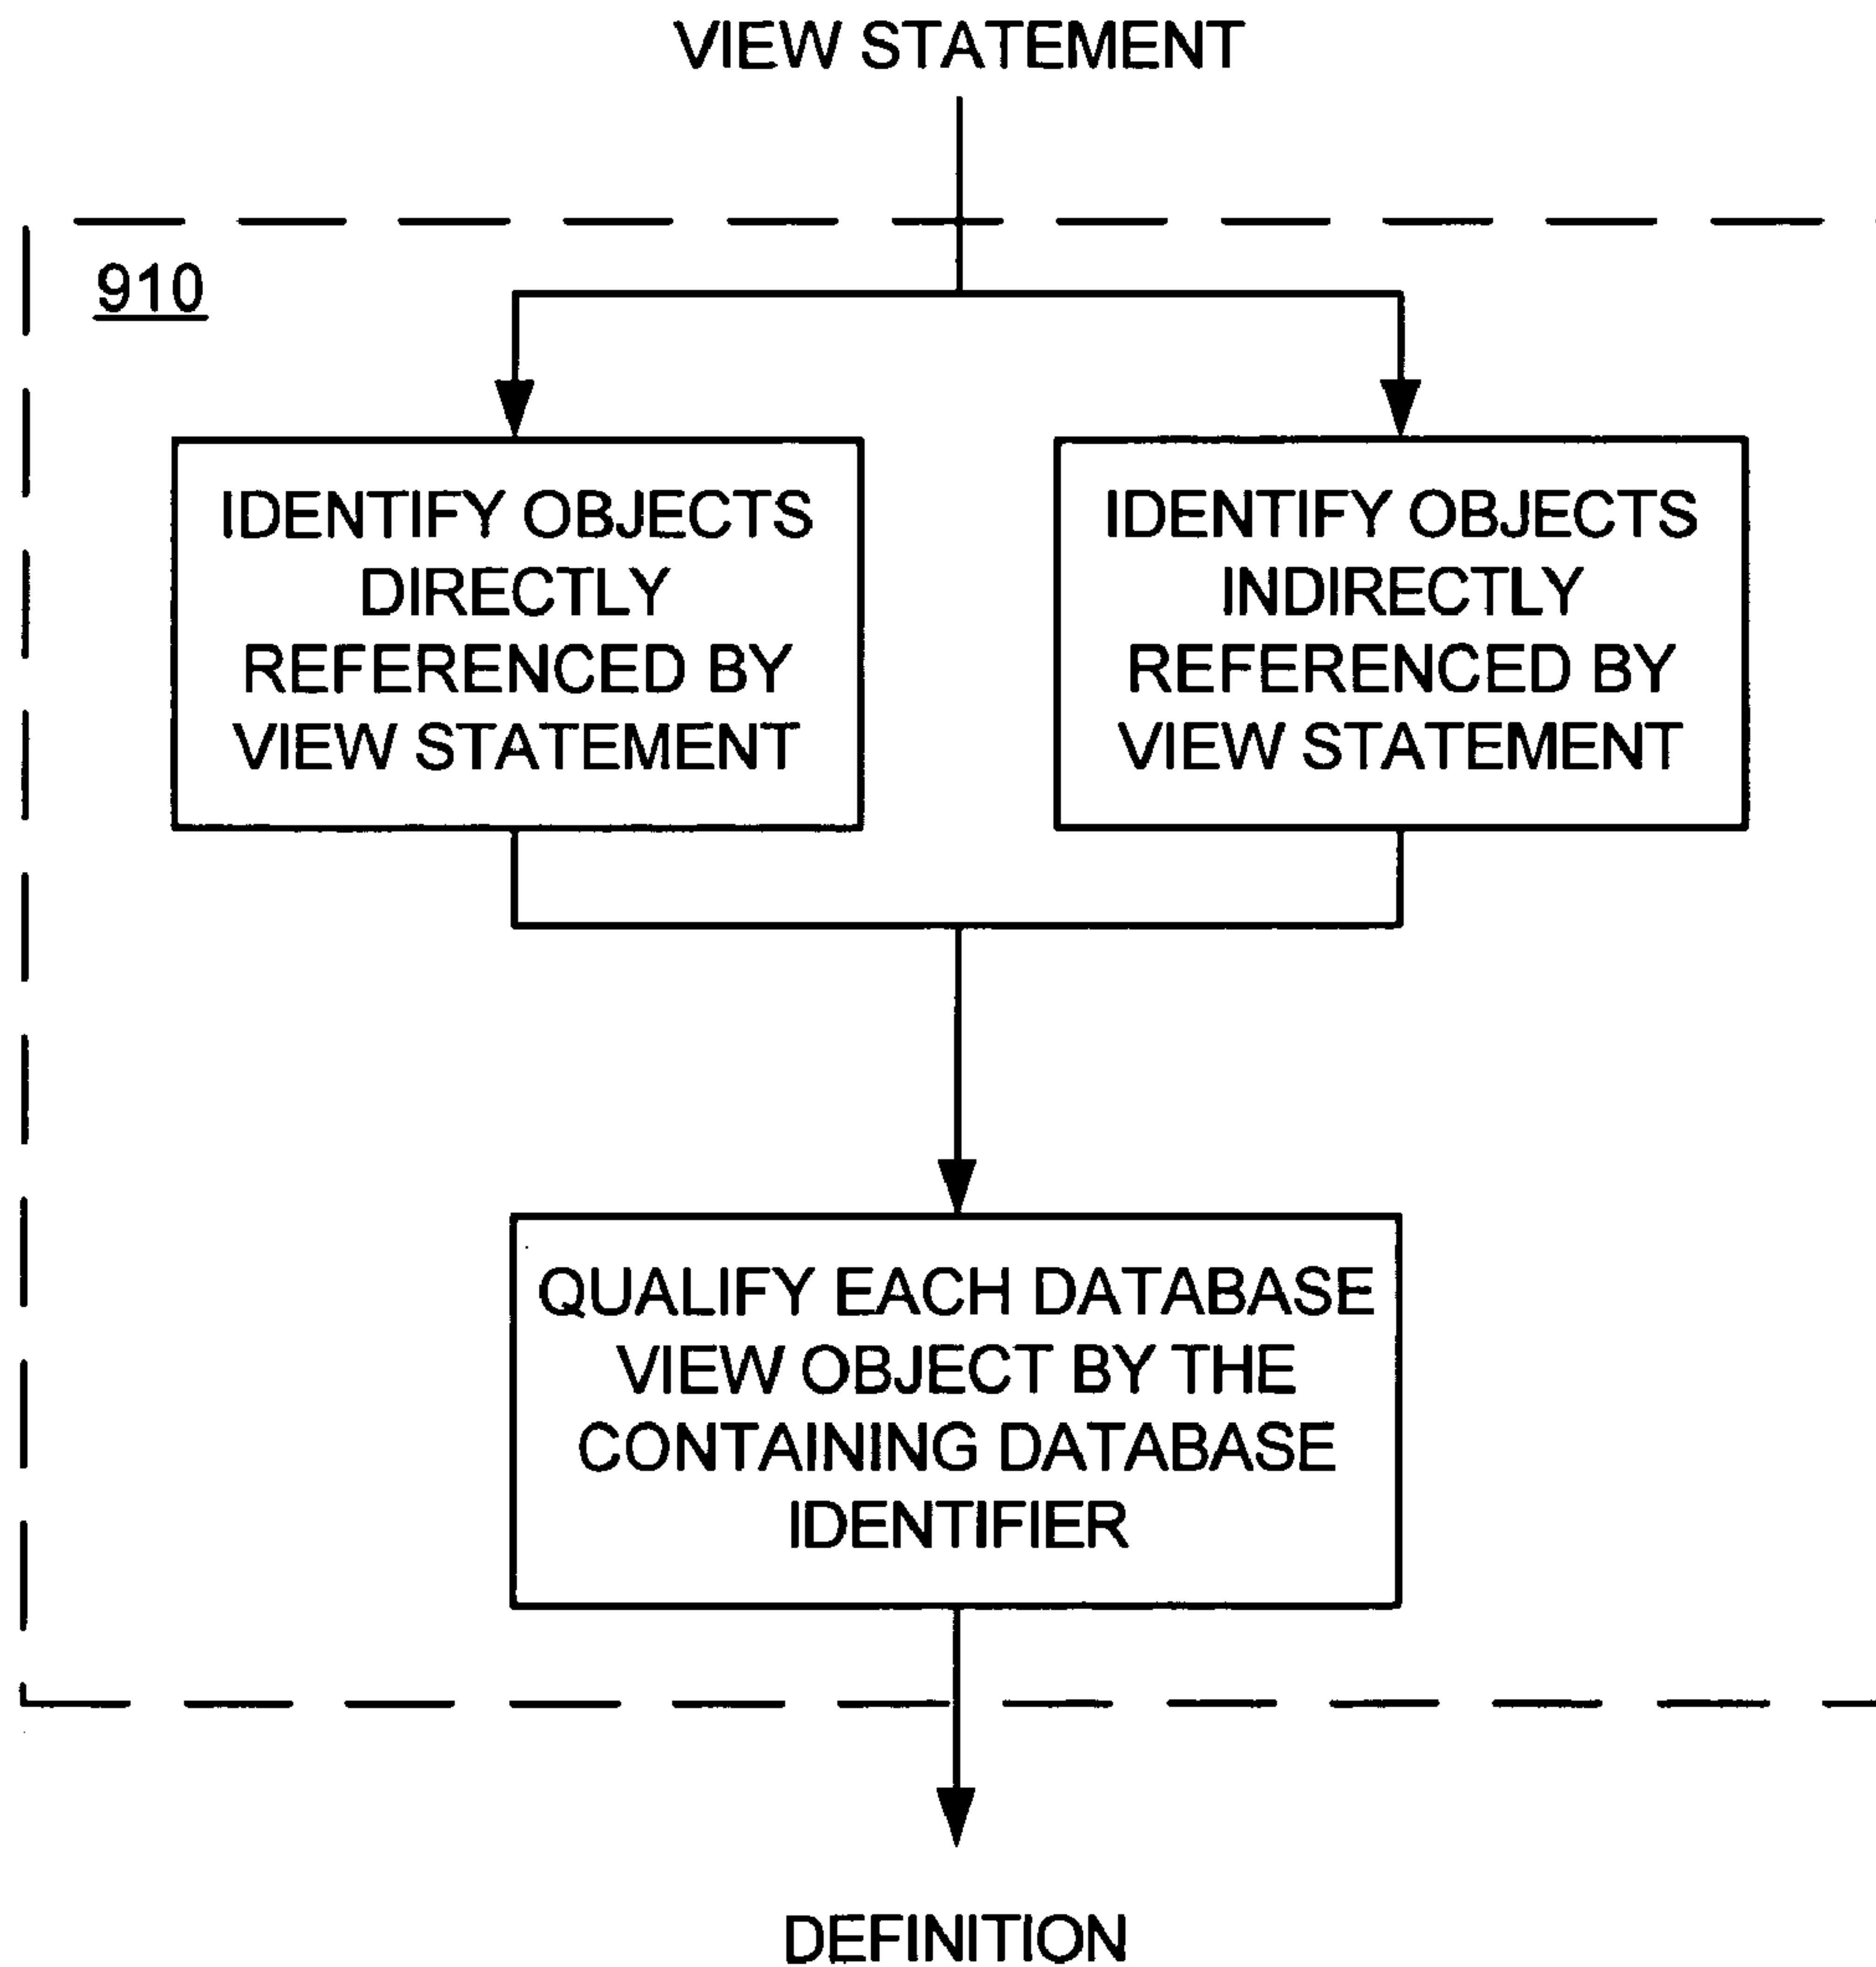 VIEW STATEMENT
910
IDENTIFY OBJECTS
DIRECTLY
REFERENCED BY
VIEW STATEMENT
IDENTIFY OBJECTS
INDIRECTLY
REFERENCED BY
VIEW STATEMENT
QUALIFY EACH DATABASE
VIEW OBJECT BY THE
CONTAINING DATABASE
IDENTIFIER
DEFINITION